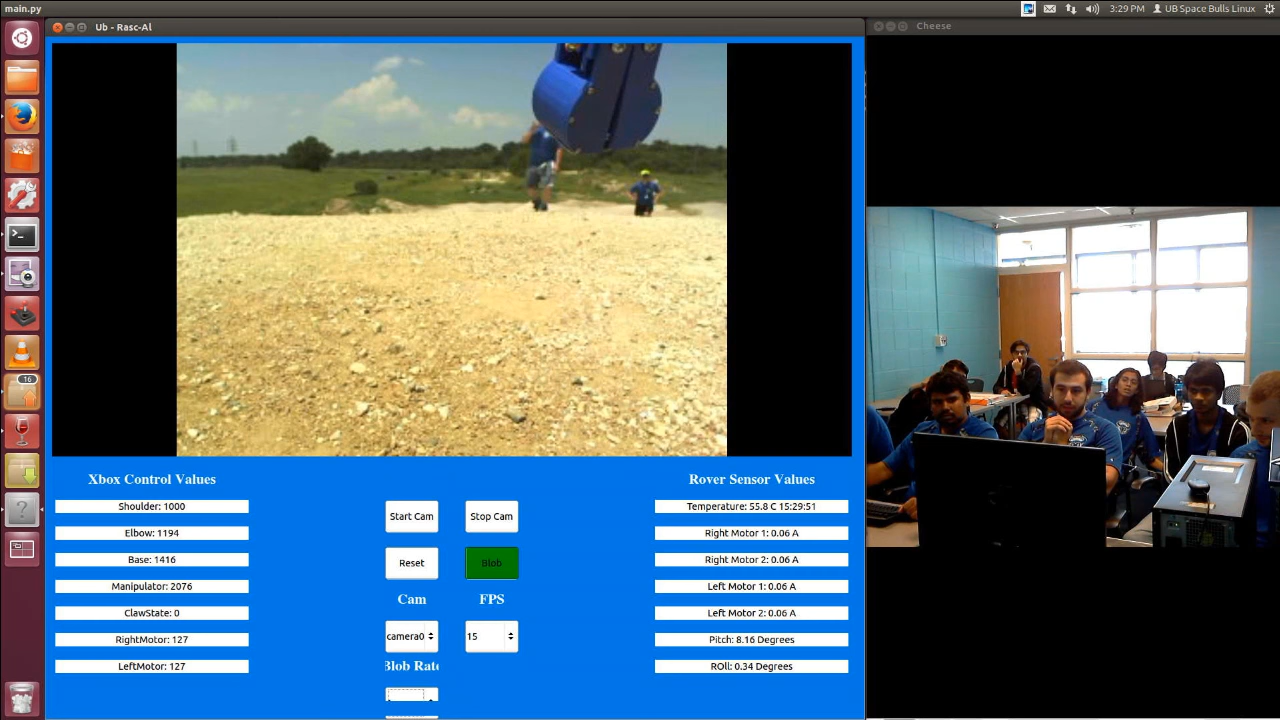 main.py
3:29 PM
UB Space Bulls Linux
Ub - Rasc-Al
Cheese
16
Xbox Control Values
Shoulder: 1000
Elbow: 1194
Base: 1416
Manipulator: 2076
ClawState: 0
RightMotor: 127
LeftMotor: 127
Start Cam
Stop Cam
Reset
Blob
Cam
FPS
camera0
15
Blob Rate
Rover Sensor Values
Temperature: 55.8 C 15:29:51
Right Motor 1: 0.06 A
Right Motor 2: 0.06 A
Left Motor 1: 0.06 A
Left Motor 2: 0.06 A
Pitch: 8.16 Degrees
ROll: 0.34 Degrees